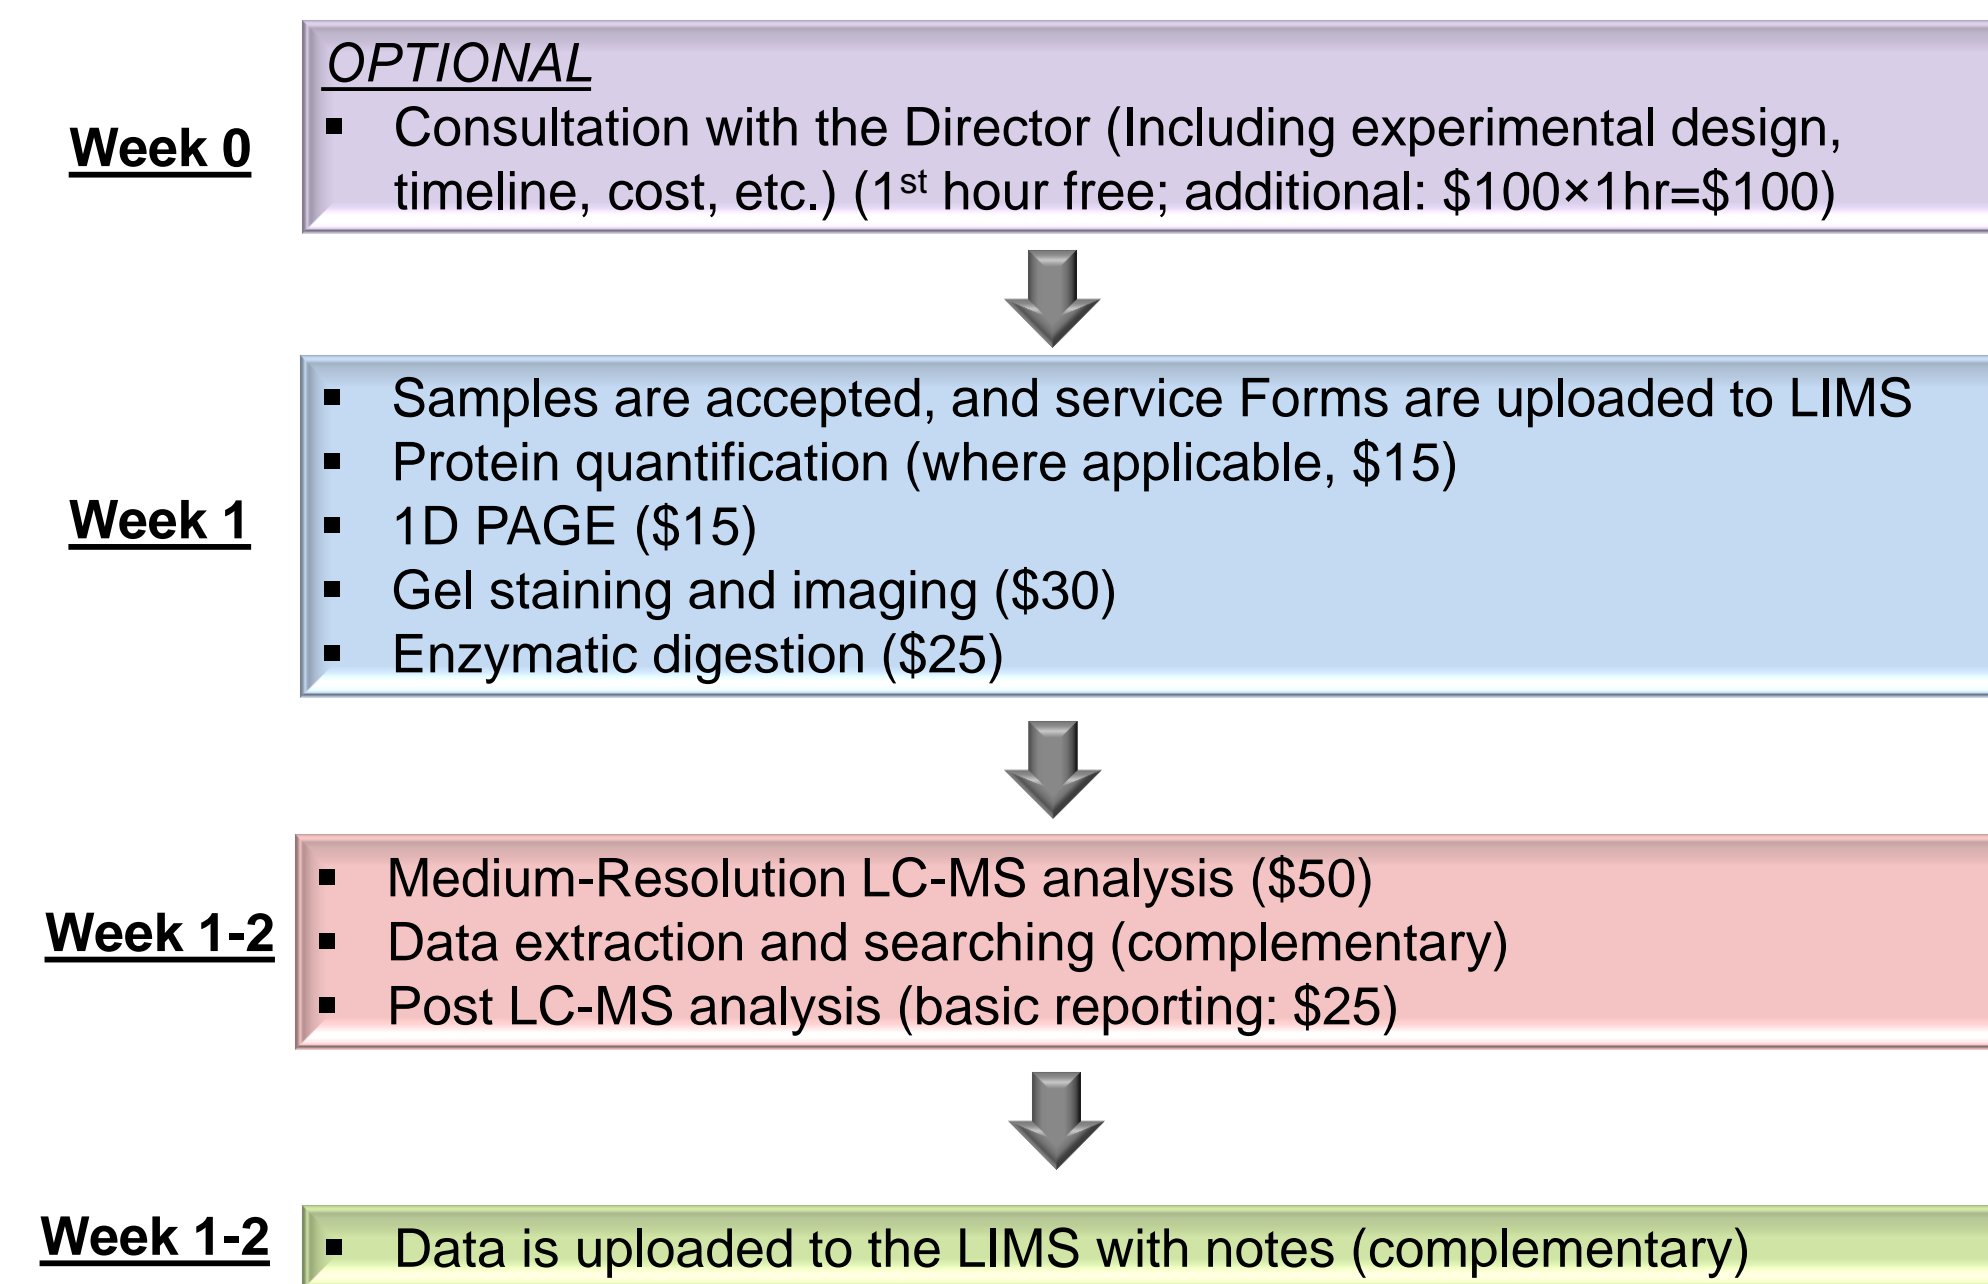 OPTIONAL
Week 0
▪ Consultation with the Director (Including experimental design,
timeline, cost, etc.) (1st hour free; additional: $100×1hr=$100)
▪ Samples are accepted, and service Forms are uploaded to LIMS
▪ Protein quantification (where applicable, $15)
Week 1
▪ 1D PAGE ($15)
▪ Gel staining and imaging ($30)
▪ Enzymatic digestion ($25)
▪ Medium-Resolution LC-MS analysis ($50)
Week 1-2
▪ Data extraction and searching (complementary)
▪ Post LC-MS analysis (basic reporting: $25)
Week 1-2
▪ Data is uploaded to the LIMS with notes (complementary)